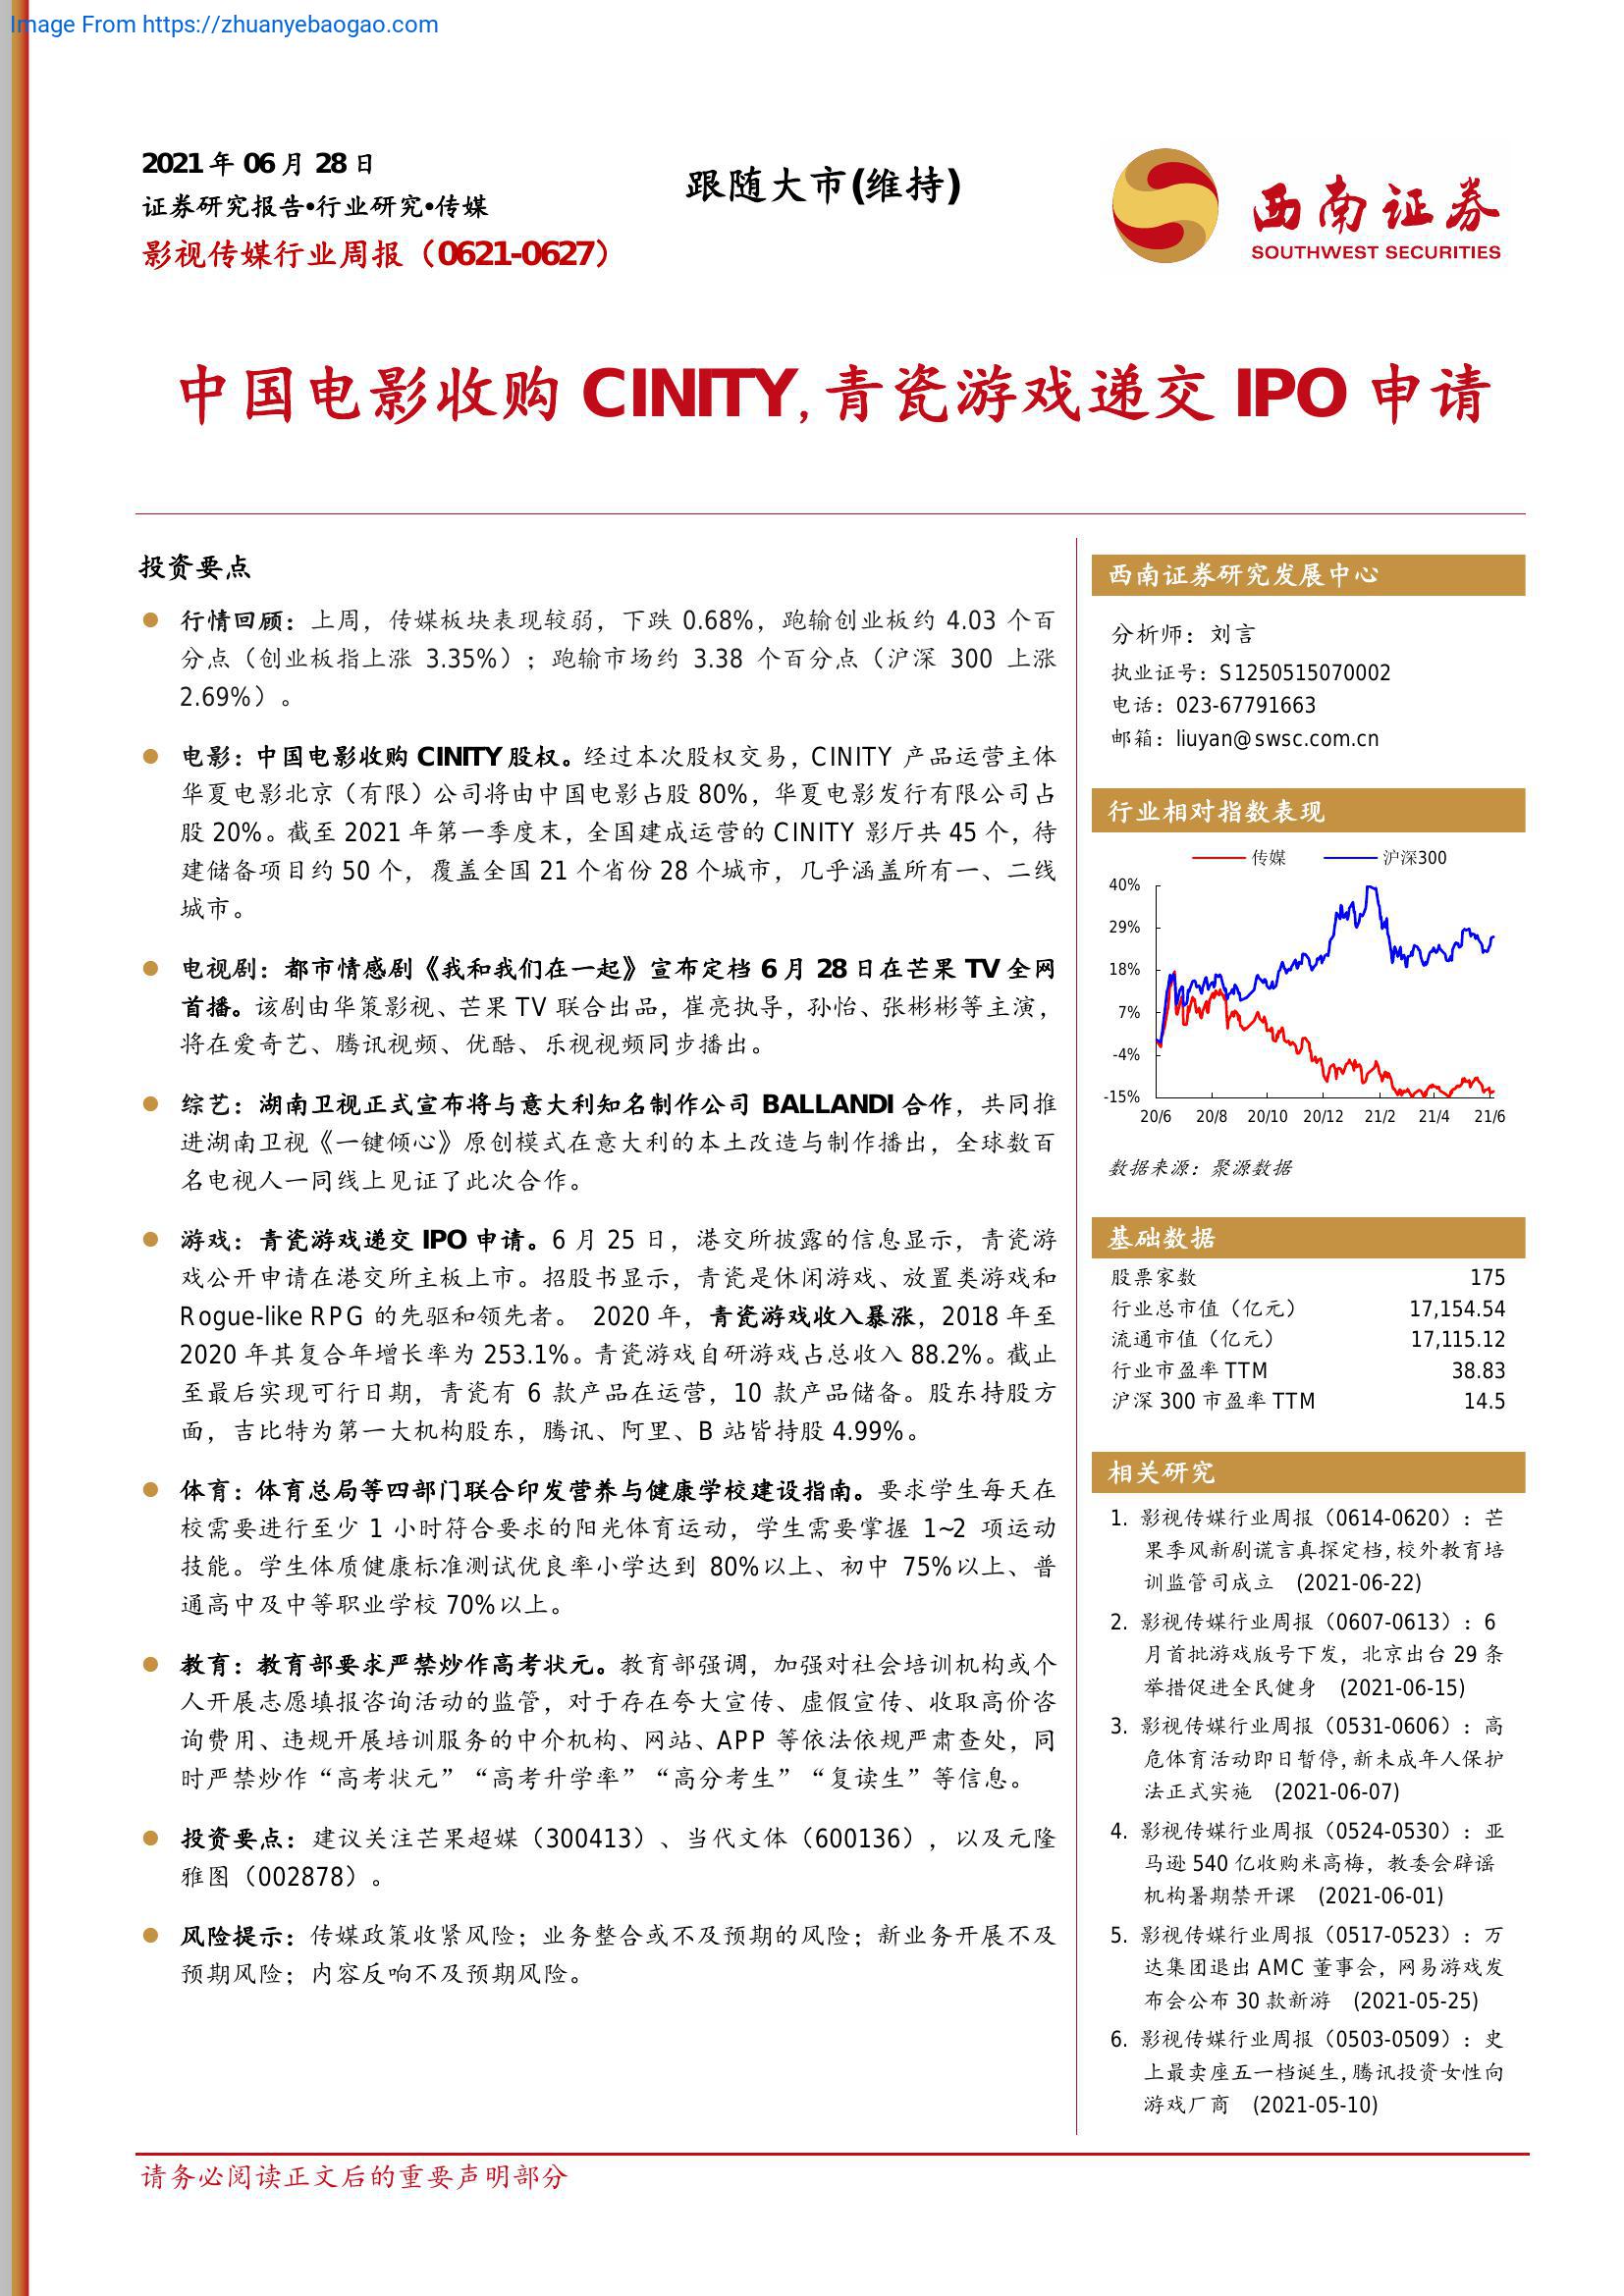 Image From https://zhuanyebaogao.com
2021 年 06 月 28 日
证券研究报告•行业研究•传媒
影视传媒行业周报（0621-0627）
跟随大市(维持)
西南证券
SOUTHWEST SECURITIES
中国电影收购 CINITY,青瓷游戏递交 IPO 申请
投资要点
行情回顾：上周，传媒板块表现较弱，下跌 0.68%，跑输创业板约 4.03 个百
分点（创业板指上涨 3.35%）；跑输市场约 3.38 个百分点（沪深 300 上涨
2.69%）。
电影：中国电影收购 CINITY 股权。经过本次股权交易，CINITY 产品运营主体
华夏电影北京（有限）公司将由中国电影占股 80%，华夏电影发行有限公司占
股 20%。截至 2021 年第一季度末，全国建成运营的 CINITY 影厅共 45 个，待
建储备项目约 50 个，覆盖全国 21 个省份 28 个城市，几乎涵盖所有一、二线
城市。
电视剧：都市情感剧《我和我们在一起》宣布定档 6 月 28 日在芒果 TV 全网
首播。该剧由华策影视、芒果 TV 联合出品，崔亮执导，孙怡、张彬彬等主演，
将在爱奇艺、腾讯视频、优酷、乐视视频同步播出。
综艺：湖南卫视正式宣布将与意大利知名制作公司 BALLANDI 合作，共同推
进湖南卫视《一键倾心》原创模式在意大利的本土改造与制作播出，全球数百
名电视人一同线上见证了此次合作。
游戏：青瓷游戏递交 IPO 申请。6 月 25 日，港交所披露的信息显示，青瓷游
戏公开申请在港交所主板上市。招股书显示，青瓷是休闲游戏、放置类游戏和
Rogue-like RPG 的先驱和领先者。 2020 年，青瓷游戏收入暴涨，2018 年至
2020 年其复合年增长率为 253.1%。青瓷游戏自研游戏占总收入 88.2%。截止
至最后实现可行日期，青瓷有 6 款产品在运营，10 款产品储备。股东持股方
面，吉比特为第一大机构股东，腾讯、阿里、B 站皆持股 4.99%。
体育：体育总局等四部门联合印发营养与健康学校建设指南。要求学生每天在
校需要进行至少 1 小时符合要求的阳光体育运动，学生需要掌握 1~2 项运动
技能。学生体质健康标准测试优良率小学达到 80%以上、初中 75%以上、普
通高中及中等职业学校 70%以上。
教育：教育部要求严禁炒作高考状元。教育部强调，加强对社会培训机构或个
人开展志愿填报咨询活动的监管，对于存在夸大宣传、虚假宣传、收取高价咨
询费用、违规开展培训服务的中介机构、网站、APP 等依法依规严肃查处，同
时严禁炒作“高考状元”“高考升学率”“高分考生”“复读生”等信息。
投资要点：建议关注芒果超媒（300413）、当代文体（600136），以及元隆
雅图（002878）。
风险提示：传媒政策收紧风险；业务整合或不及预期的风险；新业务开展不及
预期风险；内容反响不及预期风险。
西南证券研究发展中心
分析师：刘言
执业证号：S1250515070002
电话：023-67791663
邮箱：liuyan@swsc.com.cn
行业相对指数表现
传媒 沪深300
40%
29%
18%
7%
-4%
-15%
20/6 20/8 20/10 20/12 21/2 21/4 21/6
数据来源：聚源数据
基础数据
股票家数 175
行业总市值（亿元） 17,154.54
流通市值（亿元） 17,115.12
行业市盈率 TTM 38.83
沪深 300 市盈率 TTM 14.5
相关研究
1. 影视传媒行业周报（0614-0620）：芒
果季风新剧谎言真探定档,校外教育培
训监管司成立 (2021-06-22)
2. 影视传媒行业周报（0607-0613）：6
月首批游戏版号下发，北京出台 29 条
举措促进全民健身 (2021-06-15)
3. 影视传媒行业周报（0531-0606）：高
危体育活动即日暂停,新未成年人保护
法正式实施 (2021-06-07)
4. 影视传媒行业周报（0524-0530）：亚
马逊 540 亿收购米高梅，教委会辟谣
机构暑期禁开课 (2021-06-01)
5. 影视传媒行业周报（0517-0523）：万
达集团退出 AMC 董事会，网易游戏发
布会公布 30 款新游 (2021-05-25)
6. 影视传媒行业周报（0503-0509）：史
上最卖座五一档诞生,腾讯投资女性向
游戏厂商 (2021-05-10)
请务必阅读正文后的重要声明部分